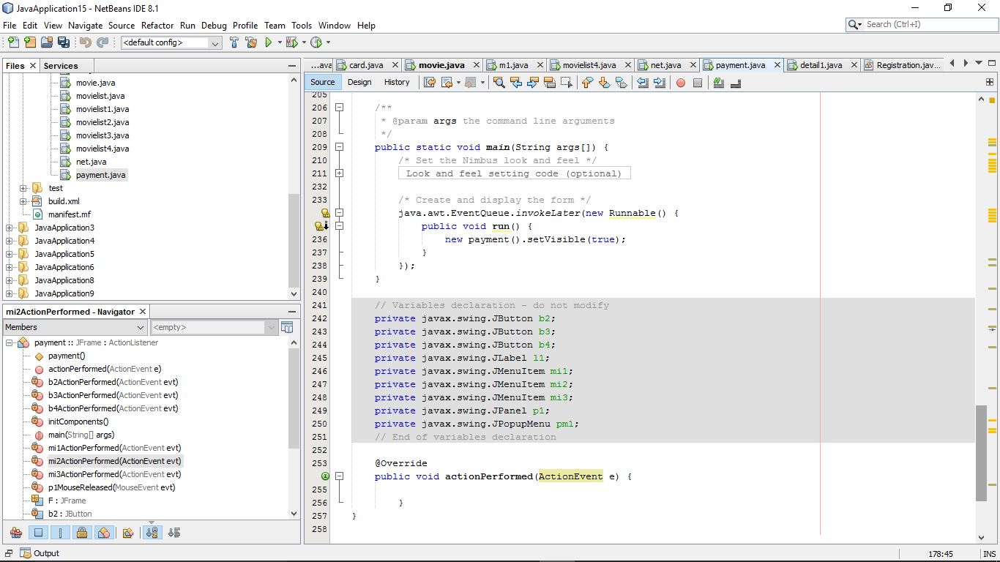 JavaApplication15 - NetBeans IDE 8.1
File Edit View Navigate Source Refactor Run Debug Profile Team Tools Window Help
Search (Ctrl+I)
<default config>
Files
Services
movie.java
movielist.java
movielist1.java
movielist2.java
movielist3.java
movielist4.java
net.java
payment.java
test
build.xml
manifest.mf
JavaApplication3
JavaApplication4
JavaApplication5
JavaApplication6
JavaApplication8
JavaApplication9
mi2ActionPerformed - Navigator
Members
<empty>
payment :: JFrame : ActionListener
payment()
actionPerformed(ActionEvent e)
b2ActionPerformed(ActionEvent evt)
b3ActionPerformed(ActionEvent evt)
b4ActionPerformed(ActionEvent evt)
initComponents()
main(String[] args)
mi1ActionPerformed(ActionEvent evt)
mi2ActionPerformed(ActionEvent evt)
mi3ActionPerformed(ActionEvent evt)
p1MouseReleased(MouseEvent evt)
F : JFrame
b2 : JButton
...ava card.java movie.java m1.java movielist4.java net.java payment.java detail1.java Registration.jav...
Source Design History
205
206 /**
207 * @param args the command line arguments
208 */
209 public static void main(String args[]) {
210 /* Set the Nimbus look and feel */
211 Look and feel setting code (optional)
232
233 /* Create and display the form */
java.awt.EventQueue.invokeLater(new Runnable() {
public void run() {
236 new payment().setVisible(true);
237 }
238 });
239 }
240
241 // Variables declaration - do not modify
242 private javax.swing.JButton b2;
243 private javax.swing.JButton b3;
244 private javax.swing.JButton b4;
245 private javax.swing.JLabel l1;
246 private javax.swing.JMenuItem mi1;
247 private javax.swing.JMenuItem mi2;
248 private javax.swing.JMenuItem mi3;
249 private javax.swing.JPanel p1;
250 private javax.swing.JPopupMenu pm1;
251 // End of variables declaration
252
253 @Override
public void actionPerformed(ActionEvent e) {
255
256 }
257 }
258
Output
178:45 INS